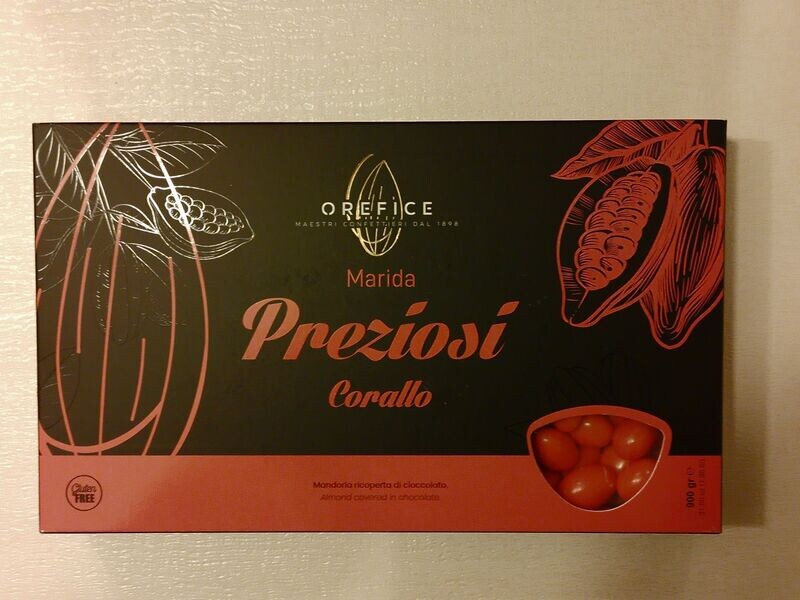 OREFICE
MAESTRI CONFETTIERI DAL 1898
Marida
Preziosi
Corallo
Gluten
FREE
Mandorla ricoperta di cioccolato.
Almond covered in chocolate.
900 gr ℮